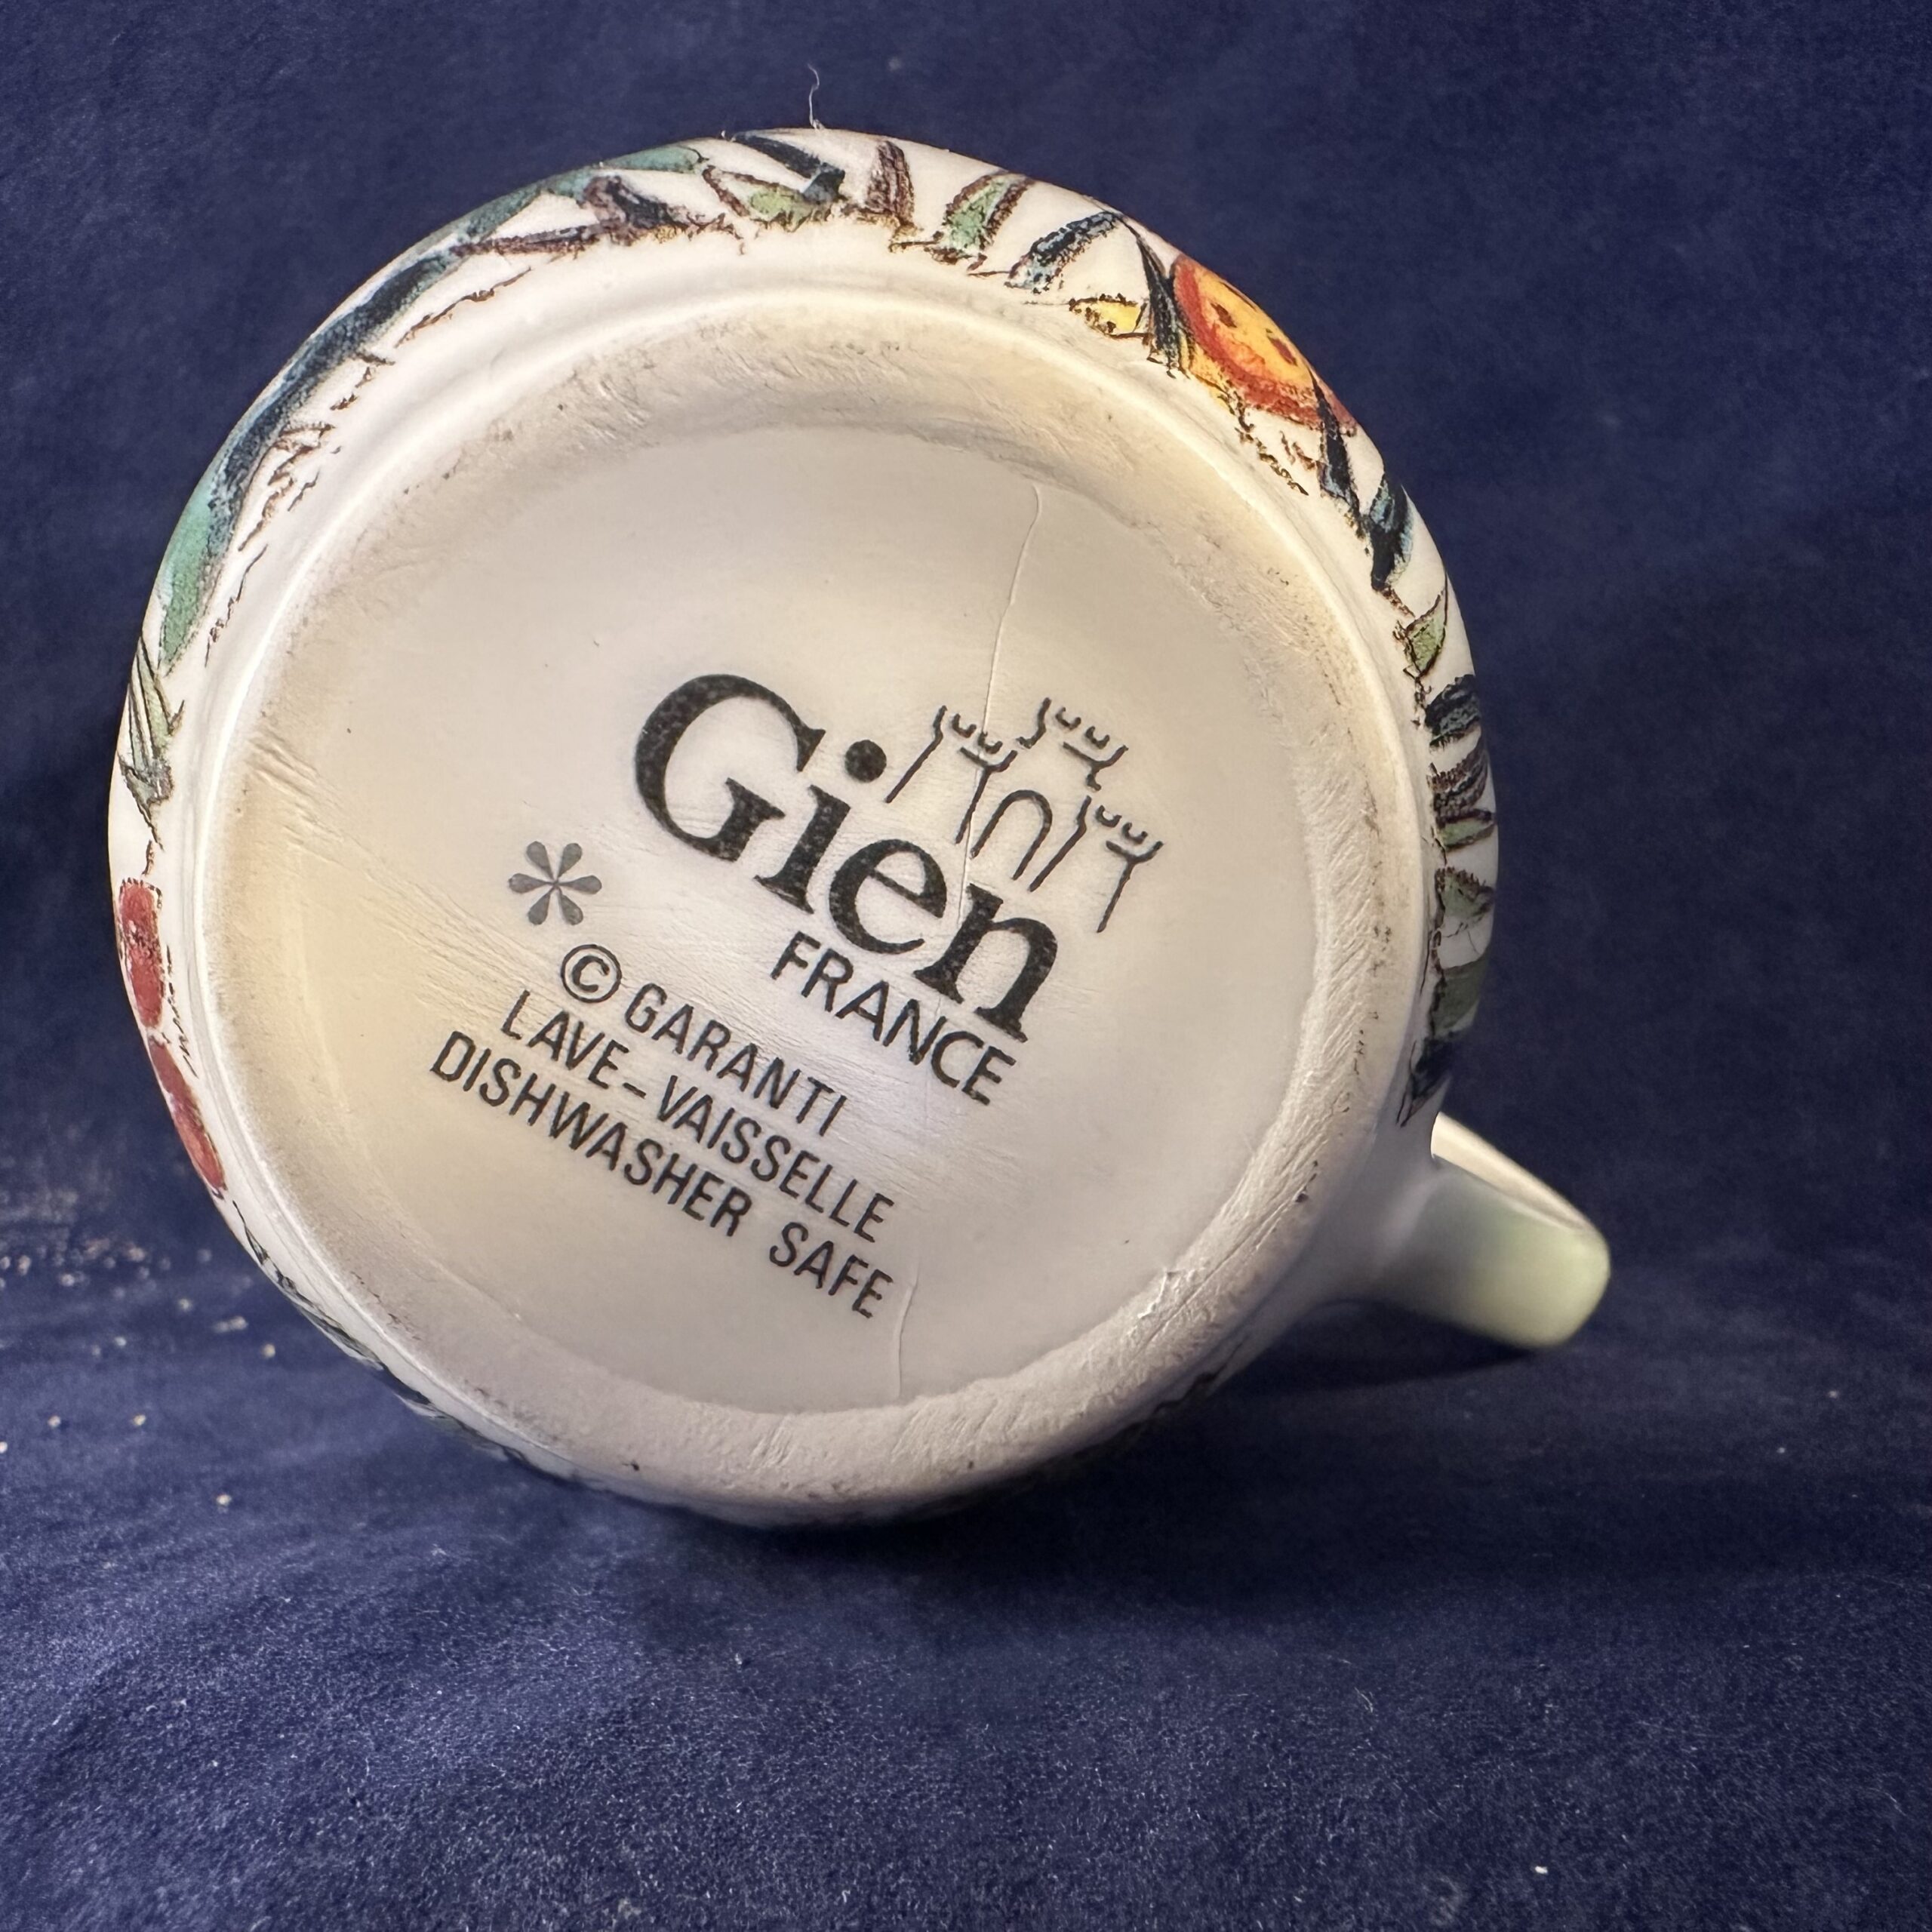 Gien
FRANCE
© GARANTI
LAVE-VAISSELLE
DISHWASHER SAFE